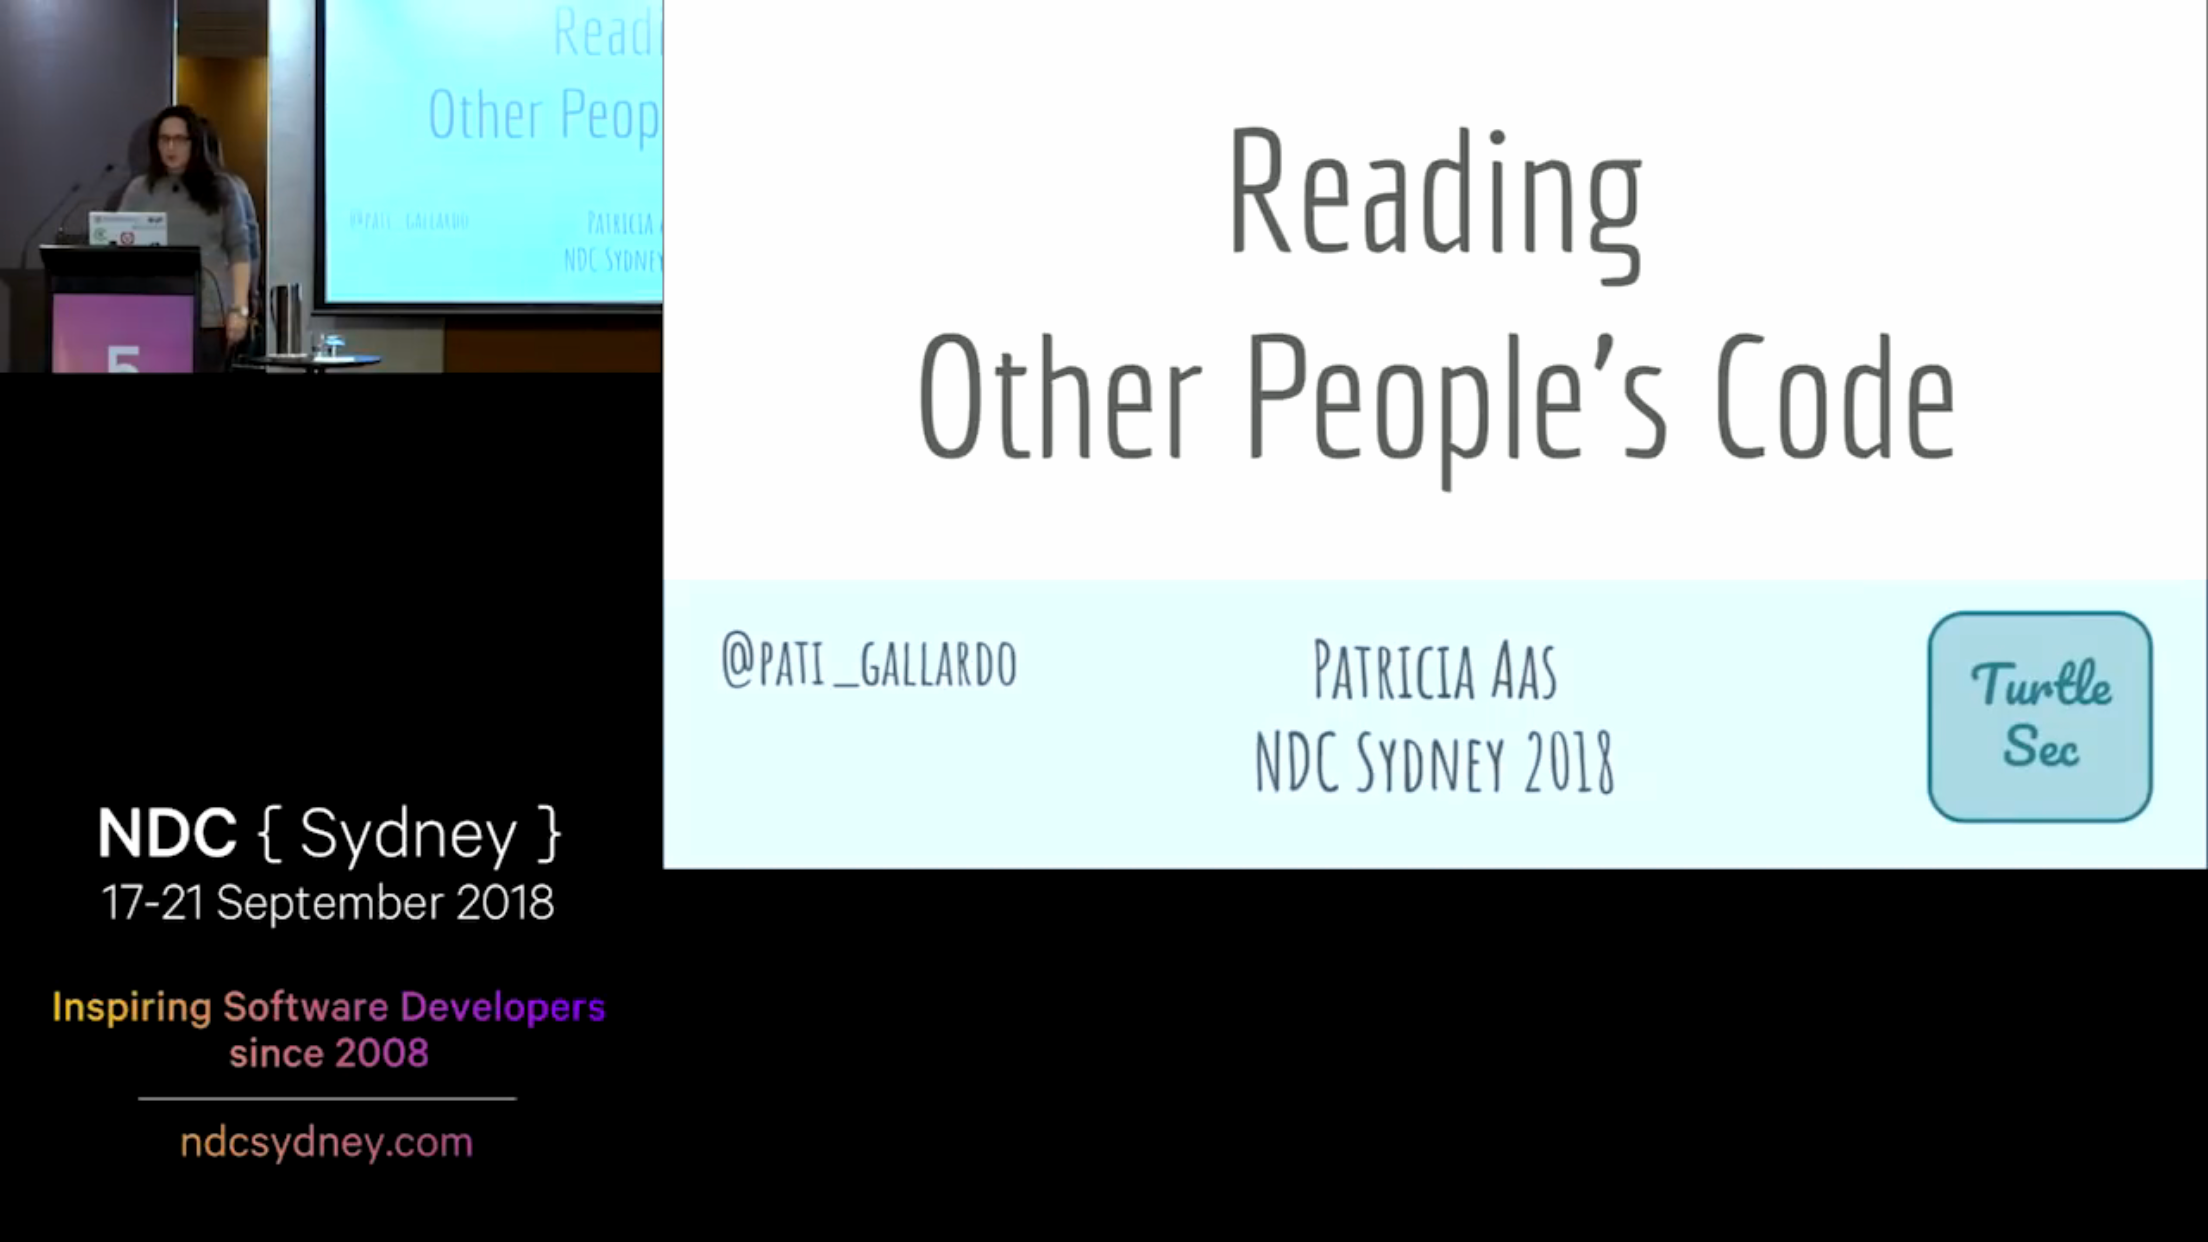 Readi
Other Peop
@pati_gallardo
Patricia A
NDC Sydney
5
Reading
Other People's Code
@pati_gallardo
Patricia Aas
NDC Sydney 2018
Turtle
Sec
NDC { Sydney }
17-21 September 2018
Inspiring Software Developers
since 2008
ndcsydney.com